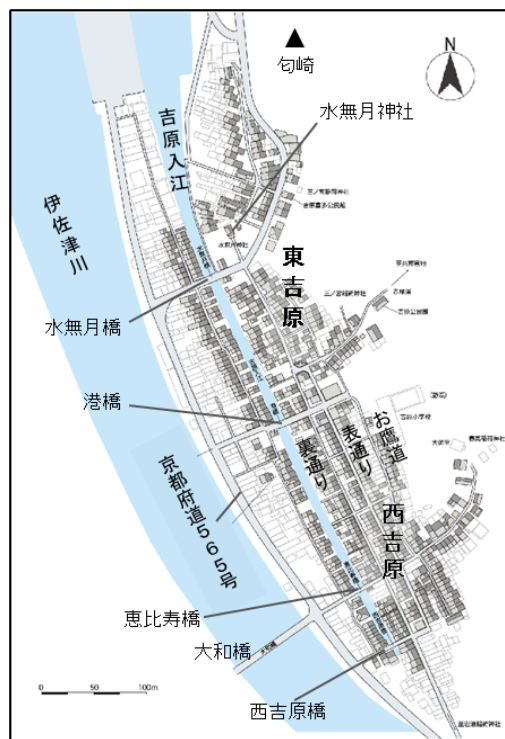 匂崎
N
水無月神社
吉原入江
伊佐津川
東吉原
水無月橋
港橋
お鷹道
表通り
裏通り
京都府道565号
西吉原
恵比寿橋
大和橋
西吉原橋
0 50 100m